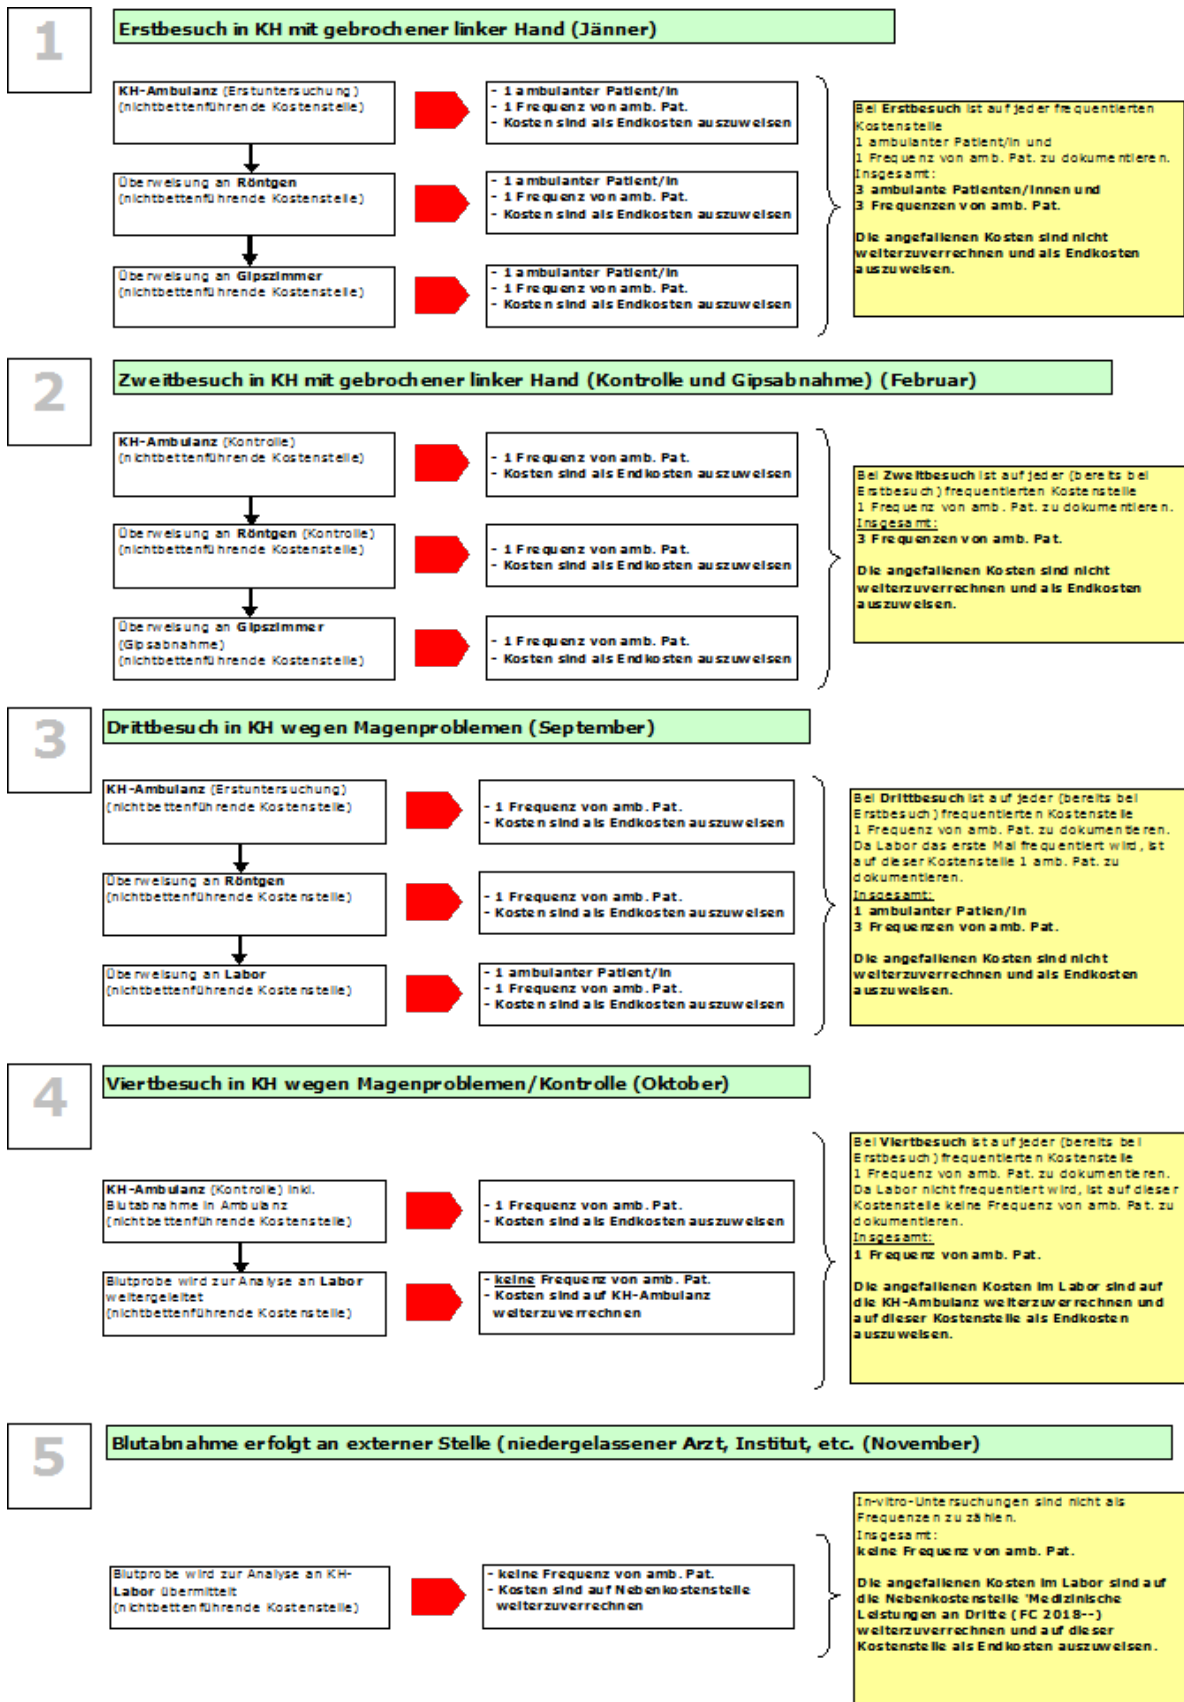 1
Erstbesuch in KH mit gebrochener linker Hand (Jänner)
KH-Ambulanz (Erstuntersuchung)
(nichtbettenführende Kostenstelle)
- 1 ambulanter Patient/in
- 1 Frequenz von amb. Pat.
- Kosten sind als Endkosten auszuweisen
Überweisung an Röntgen
(nichtbettenführende Kostenstelle)
- 1 ambulanter Patient/in
- 1 Frequenz von amb. Pat.
- Kosten sind als Endkosten auszuweisen
Überweisung an Gipszimmer
(nichtbettenführende Kostenstelle)
- 1 ambulanter Patient/in
- 1 Frequenz von amb. Pat.
- Kosten sind als Endkosten auszuweisen
Bei Erstbesuch ist auf jeder frequentierten
Kostenstelle
1 ambulanter Patient/in und
1 Frequenz von amb. Pat. zu dokumentieren.
Insgesamt:
3 ambulante Patienten/innen und
3 Frequenzen von amb. Pat.
Die angefallenen Kosten sind nicht
weiterzuverrechnen und als Endkosten
auszuweisen.
2
Zweitbesuch in KH mit gebrochener linker Hand (Kontrolle und Gipsabnahme) (Februar)
KH-Ambulanz (Kontrolle)
(nichtbettenführende Kostenstelle)
- 1 Frequenz von amb. Pat.
- Kosten sind als Endkosten auszuweisen
Überweisung an Röntgen (Kontrolle)
(nichtbettenführende Kostenstelle)
- 1 Frequenz von amb. Pat.
- Kosten sind als Endkosten auszuweisen
Überweisung an Gipszimmer
(Gipsabnahme)
(nichtbettenführende Kostenstelle)
- 1 Frequenz von amb. Pat.
- Kosten sind als Endkosten auszuweisen
Bei Zweitbesuch ist auf jeder (bereits bei
Erstbesuch) frequentierten Kostenstelle
1 Frequenz von amb. Pat. zu dokumentieren.
Insgesamt:
3 Frequenzen von amb. Pat.
Die angefallenen Kosten sind nicht
weiterzuverrechnen und als Endkosten
auszuweisen.
3
Drittbesuch in KH wegen Magenproblemen (September)
KH-Ambulanz (Erstuntersuchung)
(nichtbettenführende Kostenstelle)
- 1 Frequenz von amb. Pat.
- Kosten sind als Endkosten auszuweisen
Überweisung an Röntgen
(nichtbettenführende Kostenstelle)
- 1 Frequenz von amb. Pat.
- Kosten sind als Endkosten auszuweisen
Überweisung an Labor
(nichtbettenführende Kostenstelle)
- 1 ambulanter Patient/in
- 1 Frequenz von amb. Pat.
- Kosten sind als Endkosten auszuweisen
Bei Drittbesuch ist auf jeder (bereits bei
Erstbesuch) frequentierten Kostenstelle
1 Frequenz von amb. Pat. zu dokumentieren.
Da Labor das erste Mal frequentiert wird, ist
auf dieser Kostenstelle 1 amb. Pat. zu
dokumentieren.
Insgesamt:
1 ambulanter Patien/in
3 Frequenzen von amb. Pat.
Die angefallenen Kosten sind nicht
weiterzuverrechnen und als Endkosten
auszuweisen.
4
Viertbesuch in KH wegen Magenproblemen/Kontrolle (Oktober)
KH-Ambulanz (Kontrolle) inkl.
Blutabnahme in Ambulanz
(nichtbettenführende Kostenstelle)
- 1 Frequenz von amb. Pat.
- Kosten sind als Endkosten auszuweisen
Blutprobe wird zur Analyse an Labor
weitergeleitet
(nichtbettenführende Kostenstelle)
- keine Frequenz von amb. Pat.
- Kosten sind auf KH-Ambulanz
weiterzuverrechnen
Bei Viertbesuch ist auf jeder (bereits bei
Erstbesuch) frequentierten Kostenstelle
1 Frequenz von amb. Pat. zu dokumentieren.
Da Labor nicht frequentiert wird, ist auf dieser
Kostenstelle keine Frequenz von amb. Pat. zu
dokumentieren.
Insgesamt:
1 Frequenz von amb. Pat.
Die angefallenen Kosten im Labor sind auf
die KH-Ambulanz weiterzuverrechnen und
auf dieser Kostenstelle als Endkosten
auszuweisen.
5
Blutabnahme erfolgt an externer Stelle (niedergelassener Arzt, Institut, etc. (November)
Blutprobe wird zur Analyse an KH-
Labor übermittelt
(nichtbettenführende Kostenstelle)
- keine Frequenz von amb. Pat.
- Kosten sind auf Nebenkostenstelle
weiterzuverrechnen
In-vitro-Untersuchungen sind nicht als
Frequenzen zu zählen.
Insgesamt:
keine Frequenz von amb. Pat.
Die angefallenen Kosten im Labor sind auf
die Nebenkostenstelle 'Medizinische
Leistungen an Dritte (FC 2018--)
weiterzuverrechnen und auf dieser
Kostenstelle als Endkosten auszuweisen.